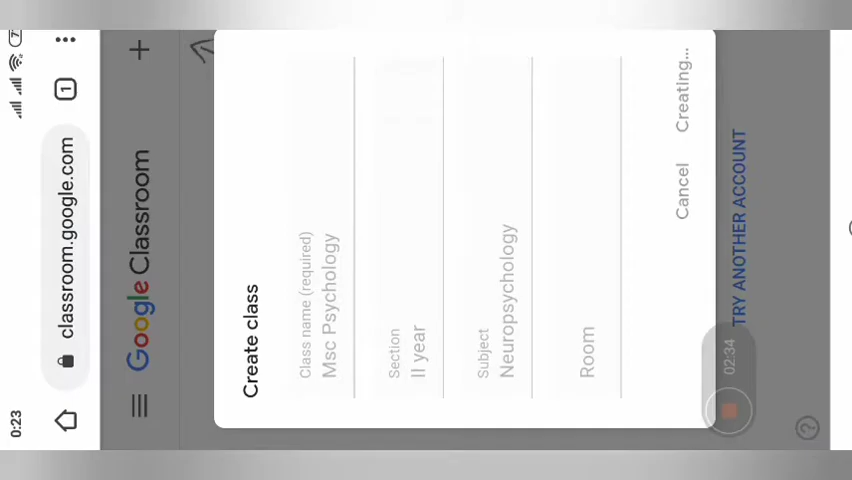 0:23
classroom.google.com
1
Google Classroom
Create class
Class name (required)
Msc Psychology
Section
II year
Subject
Neuropsychology
Room
Cancel
Creating...
TRY ANOTHER ACCOUNT
02:34